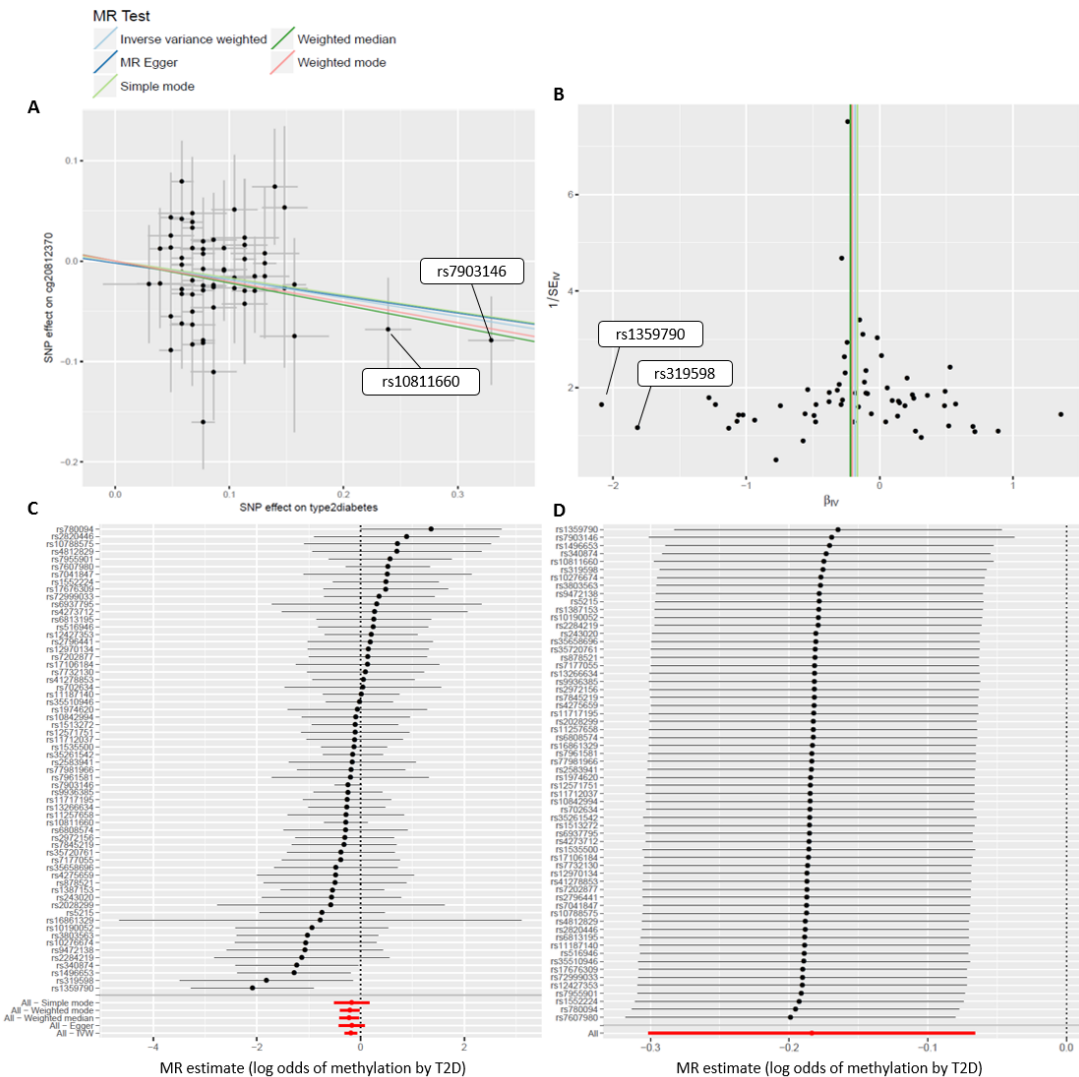 MR Test
Inverse variance weighted
Weighted median
MR Egger
Weighted mode
Simple mode
A
0.1
0.0
-0.1
-0.2
SNP effect on cg20812370
rs7903146
rs10811660
0.0
0.1
0.2
0.3
SNP effect on type2diabetes
B
6
4
2
1/SEIV
rs1359790
rs319598
−2
−1
0
1
βIV
C
rs780094
rs2820446
rs10788575
rs4812829
rs7955901
rs7607980
rs7041847
rs1552224
rs17676309
rs72999033
rs6937795
rs4273712
rs6813195
rs516946
rs12427353
rs2796441
rs12970134
rs7202877
rs17106184
rs7732130
rs41278853
rs702634
rs11187140
rs35510946
rs1974620
rs10842994
rs1513272
rs12571751
rs11712037
rs1535500
rs35261542
rs2583941
rs77981966
rs7961581
rs7903146
rs9936385
rs11717195
rs13266634
rs11257658
rs10811660
rs6808574
rs2972156
rs7845219
rs35720761
rs7177055
rs35658696
rs4275659
rs878521
rs1387153
rs243020
rs2028299
rs5215
rs16861329
rs10190052
rs3803563
rs10276674
rs9472138
rs2284219
rs340874
rs1496653
rs319598
rs1359790
All − Simple mode
All − Weighted mode
All − Weighted median
All − Egger
All − IVW
−4
−2
0
2
MR estimate (log odds of methylation by T2D)
D
rs1359790
rs7903146
rs1496653
rs340874
rs10811660
rs319598
rs10276674
rs3803563
rs9472138
rs5215
rs1387153
rs10190052
rs2284219
rs243020
rs35658696
rs35720761
rs878521
rs7177055
rs13266634
rs9936385
rs2972156
rs7845219
rs4275659
rs11717195
rs2028299
rs11257658
rs6808574
rs16861329
rs7961581
rs77981966
rs2583941
rs1974620
rs12571751
rs11712037
rs10842994
rs702634
rs35261542
rs1513272
rs6937795
rs4273712
rs1535500
rs17106184
rs7732130
rs12970134
rs41278853
rs7202877
rs2796441
rs7041847
rs10788575
rs4812829
rs2820446
rs6813195
rs11187140
rs516946
rs35510946
rs17676309
rs72999033
rs12427353
rs7955901
rs1552224
rs780094
rs7607980
All
−0.3
−0.2
−0.1
0.0
MR estimate (log odds of methylation by T2D)